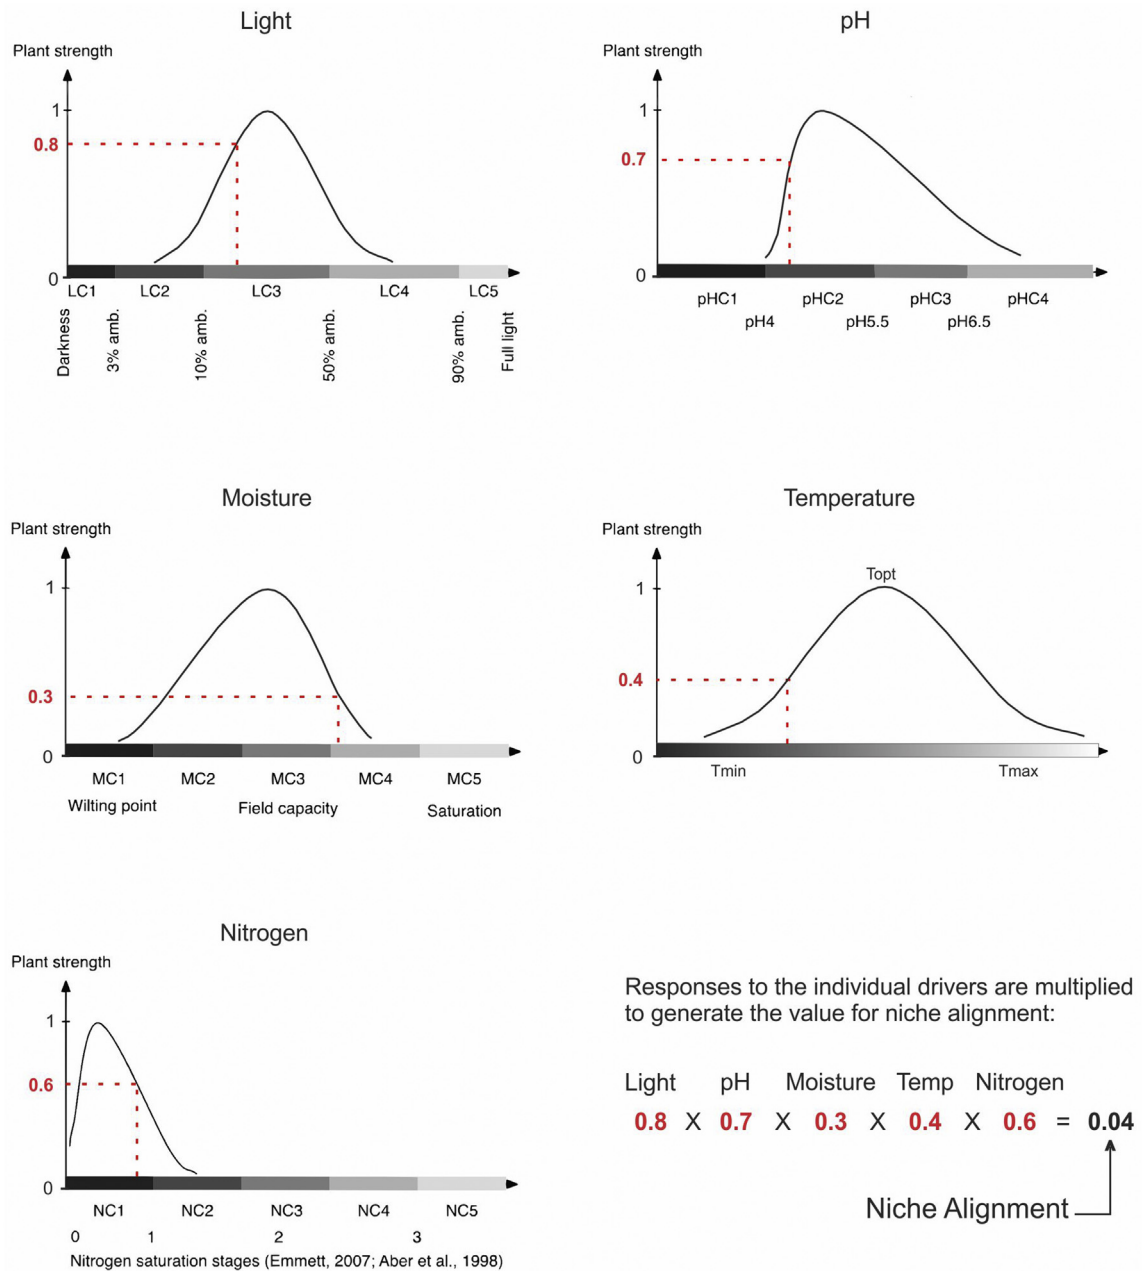 Light
Plant strength
1
0.8
0
LC1 LC2 LC3 LC4 LC5
Darkness
3% amb.
10% amb.
50% amb.
90% amb.
Full light
pH
Plant strength
1
0.7
0
pHC1 pHC2 pHC3 pHC4
pH4 pH5.5 pH6.5
Moisture
Plant strength
1
0.3
0
MC1 MC2 MC3 MC4 MC5
Wilting point Field capacity Saturation
Temperature
Plant strength
Topt
1
0.4
0
Tmin Tmax
Nitrogen
Plant strength
1
0.6
0
NC1 NC2 NC3 NC4 NC5
0 1 2 3
Nitrogen saturation stages (Emmett, 2007; Aber et al., 1998)
Responses to the individual drivers are multiplied
to generate the value for niche alignment:
Light pH Moisture Temp Nitrogen
0.8 X 0.7 X 0.3 X 0.4 X 0.6 = 0.04
Niche Alignment